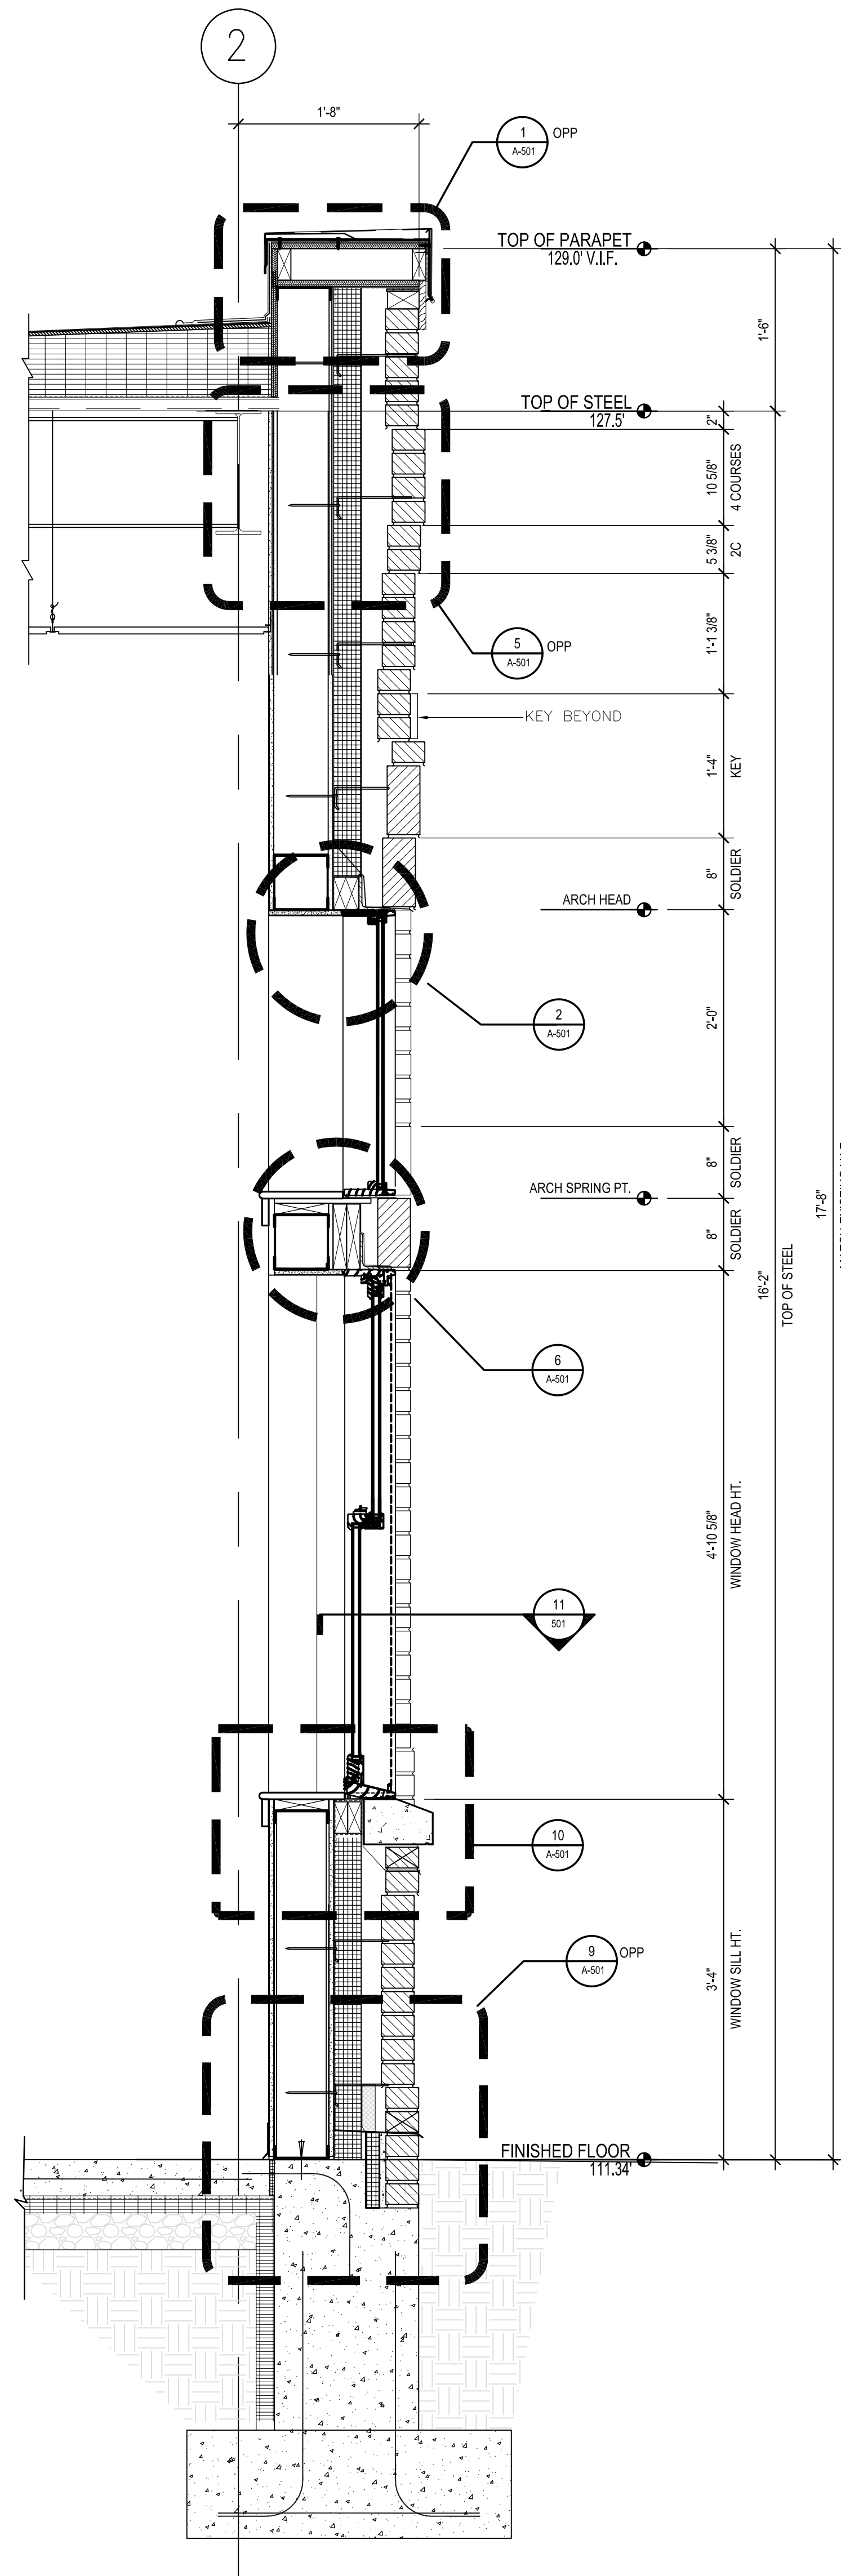 2
1'-8"
1
A-501
OPP
TOP OF PARAPET
129.0' V.I.F.
1'-6"
TOP OF STEEL
127.5'
2"
10 5/8"
4 COURSES
5 3/8"
2C
1'-1 3/8"
5
A-501
OPP
KEY BEYOND
1'-4"
KEY
8"
SOLDIER
ARCH HEAD
2
A-501
2'-0"
8"
SOLDIER
ARCH SPRING PT.
8"
SOLDIER
17'-8"
16'-2"
TOP OF STEEL
6
A-501
4'-10 5/8"
WINDOW HEAD HT.
11
501
10
A-501
9
A-501
OPP
3'-4"
WINDOW SILL HT.
FINISHED FLOOR
111.34'